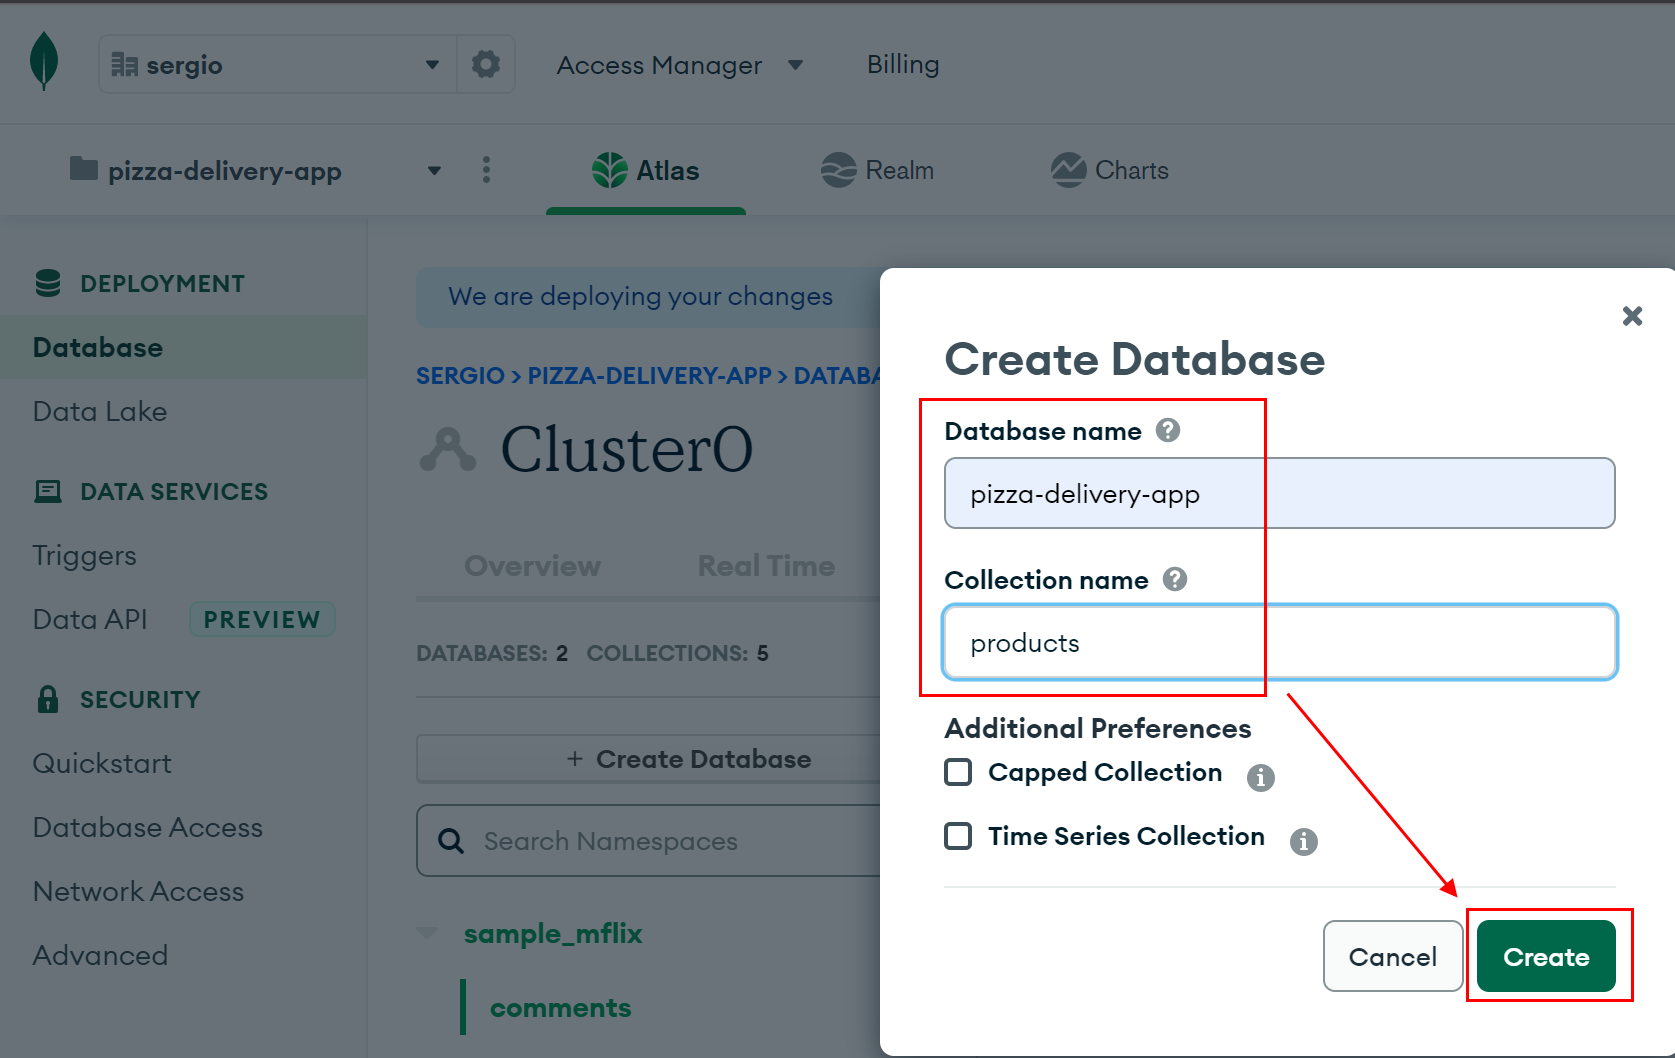 sergio
Access Manager
Billing
pizza-delivery-app
Atlas
Realm
Charts
DEPLOYMENT
Database
Data Lake
DATA SERVICES
Triggers
Data API PREVIEW
SECURITY
Quickstart
Database Access
Network Access
Advanced
We are deploying your changes
SERGIO > PIZZA-DELIVERY-APP > DATABA
Cluster0
Overview
Real Time
DATABASES: 2 COLLECTIONS: 5
+ Create Database
Search Namespaces
sample_mflix
comments
Create Database
Database name
pizza-delivery-app
Collection name
products
Additional Preferences
Capped Collection
Time Series Collection
Cancel
Create